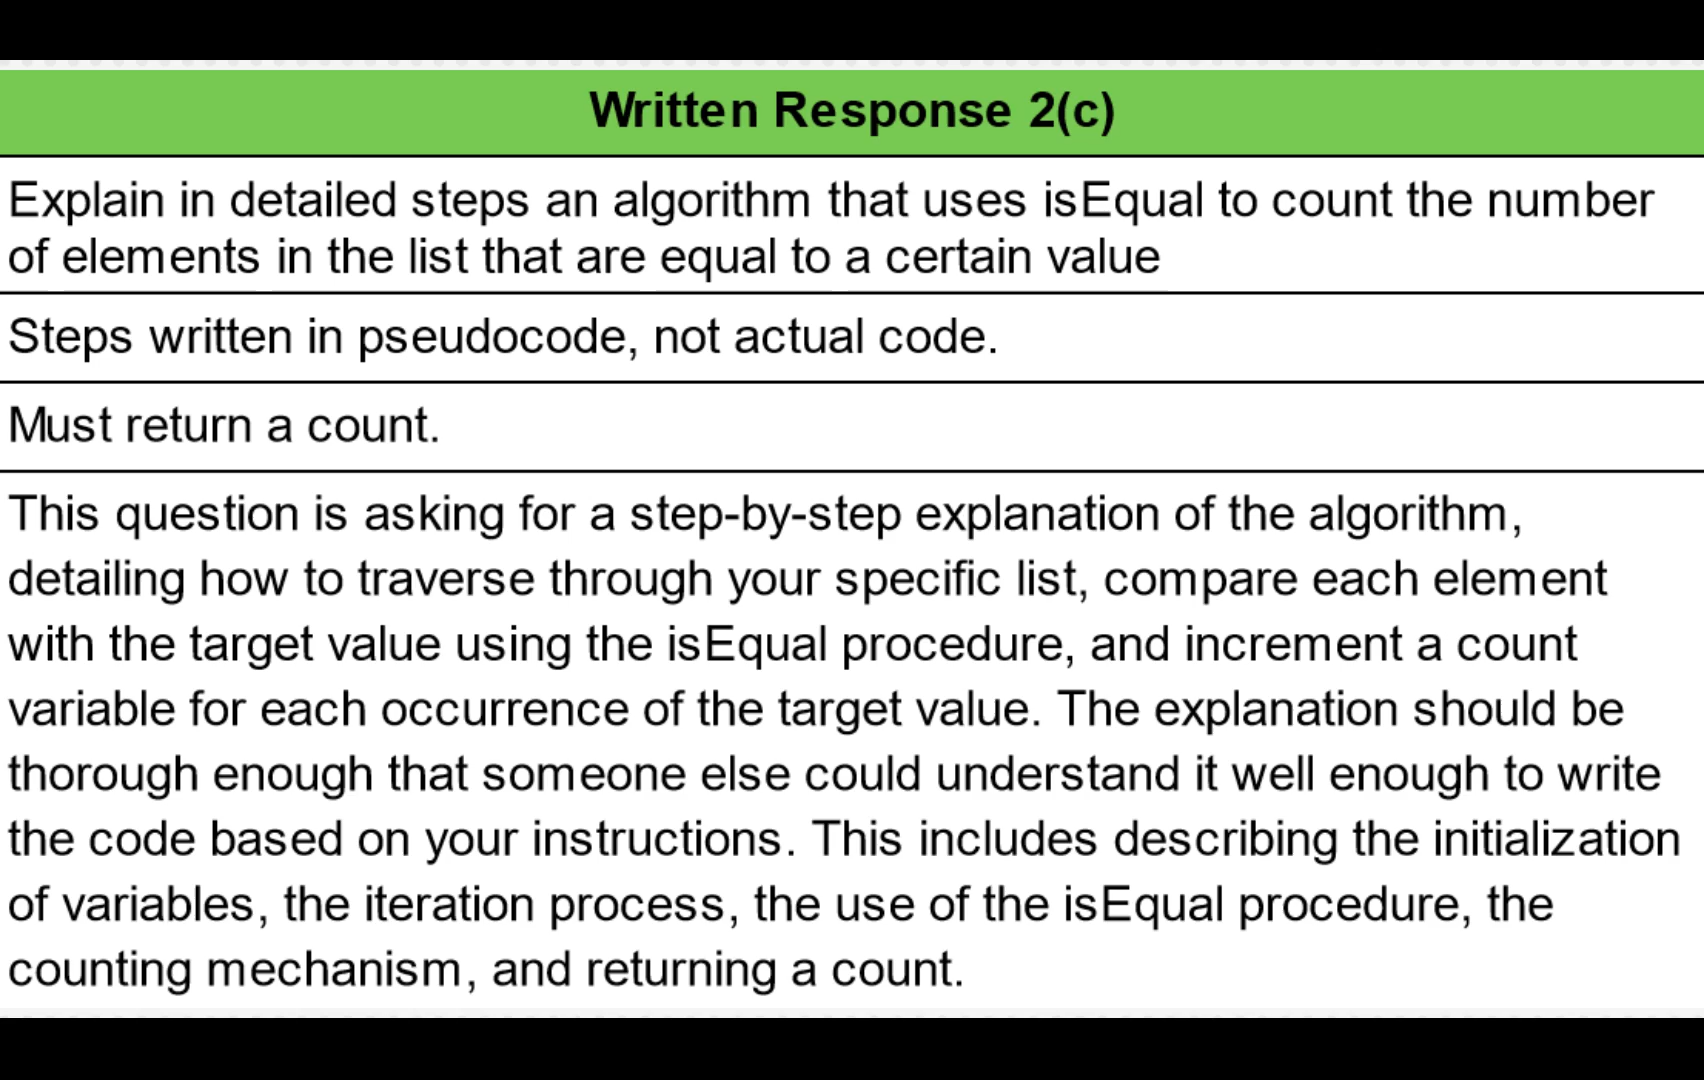 Written Response 2(c)
Explain in detailed steps an algorithm that uses isEqual to count the number
of elements in the list that are equal to a certain value
Steps written in pseudocode, not actual code.
Must return a count.
This question is asking for a step-by-step explanation of the algorithm,
detailing how to traverse through your specific list, compare each element
with the target value using the isEqual procedure, and increment a count
variable for each occurrence of the target value. The explanation should be
thorough enough that someone else could understand it well enough to write
the code based on your instructions. This includes describing the initialization
of variables, the iteration process, the use of the isEqual procedure, the
counting mechanism, and returning a count.